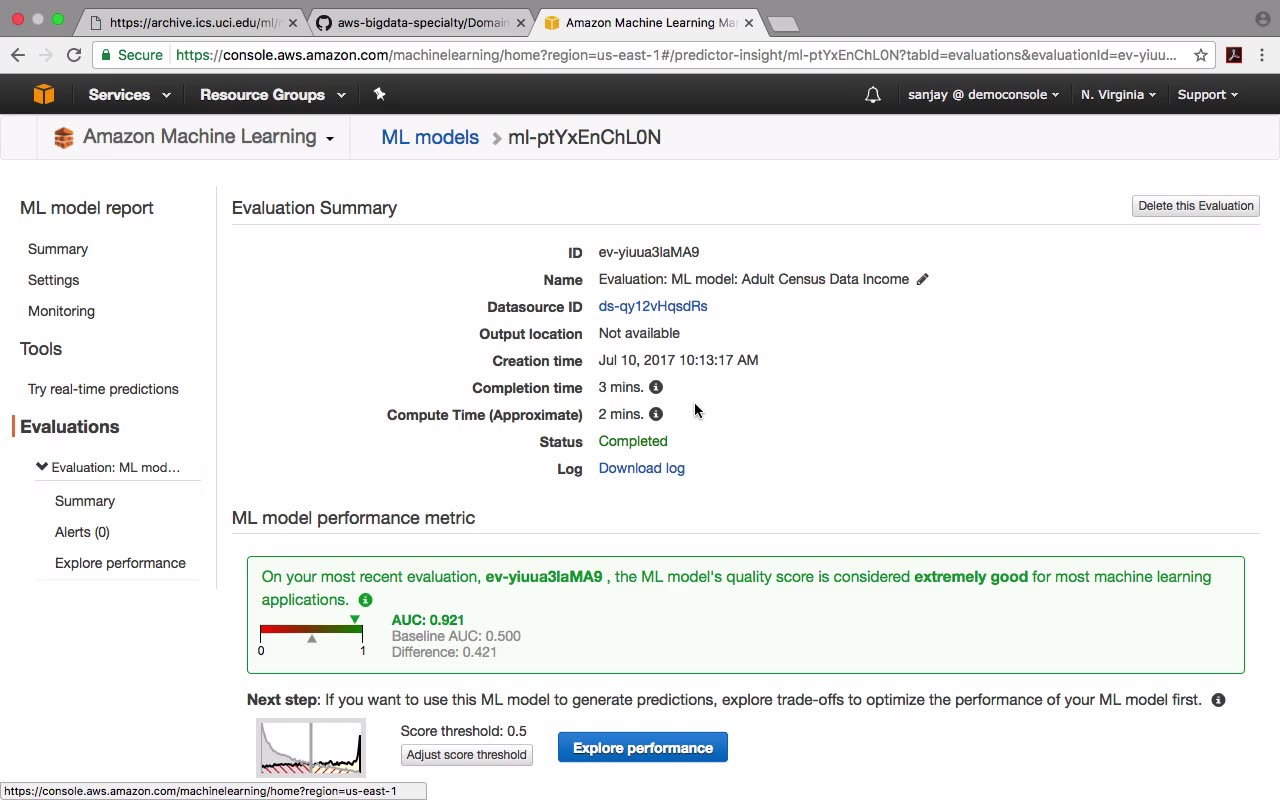 https://archive.ics.uci.edu/ml/
aws-bigdata-specialty/Domain
Amazon Machine Learning Ma
Secure
https://console.aws.amazon.com/machinelearning/home?region=us-east-1#/predictor-insight/ml-ptYxEnChL0N?tabId=evaluations&evaluationId=ev-yiuu...
Services
Resource Groups
sanjay @ democonsole
N. Virginia
Support
Amazon Machine Learning
ML models
ml-ptYxEnChL0N
ML model report
Summary
Settings
Monitoring
Tools
Try real-time predictions
Evaluations
Evaluation: ML mod...
Summary
Alerts (0)
Explore performance
Evaluation Summary
Delete this Evaluation
ID ev-yiuua3laMA9
Name Evaluation: ML model: Adult Census Data Income
Datasource ID ds-qy12vHqsdRs
Output location Not available
Creation time Jul 10, 2017 10:13:17 AM
Completion time 3 mins.
Compute Time (Approximate) 2 mins.
Status Completed
Log Download log
ML model performance metric
On your most recent evaluation, ev-yiuua3laMA9 , the ML model's quality score is considered extremely good for most machine learning
applications.
AUC: 0.921
Baseline AUC: 0.500
Difference: 0.421
0 1
Next step: If you want to use this ML model to generate predictions, explore trade-offs to optimize the performance of your ML model first.
Score threshold: 0.5
Adjust score threshold
Explore performance
https://console.aws.amazon.com/machinelearning/home?region=us-east-1